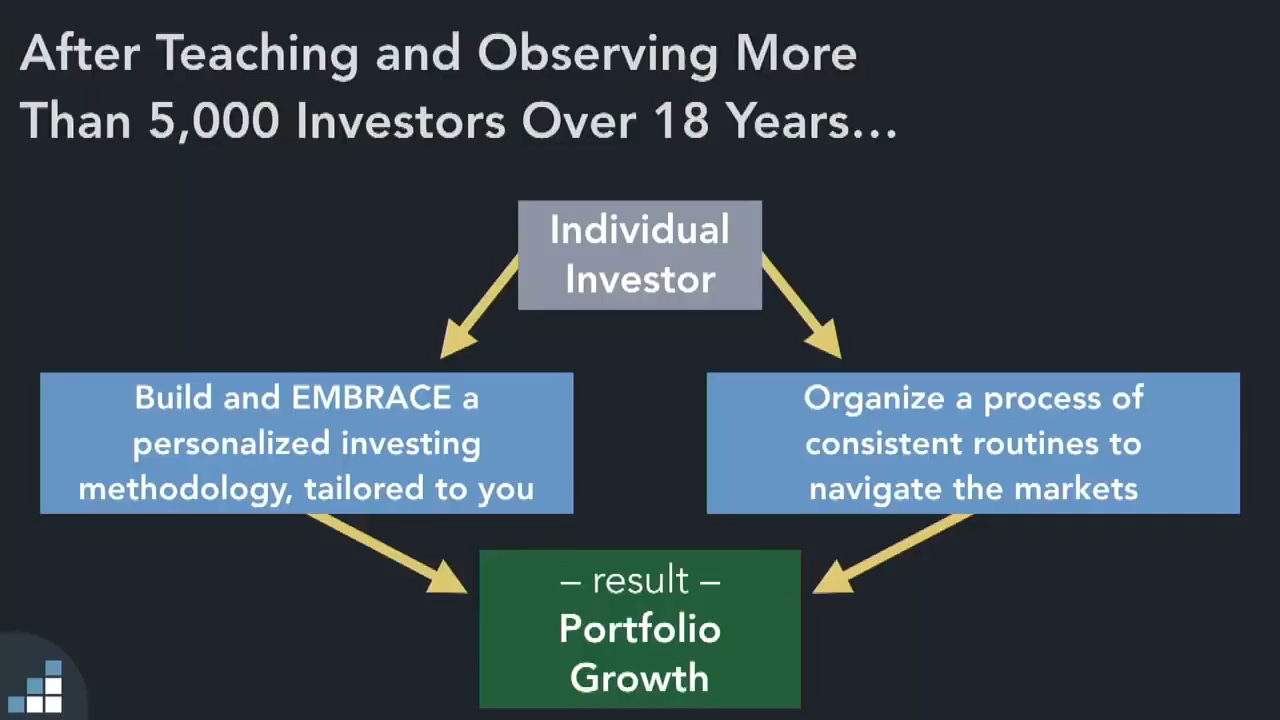 After Teaching and Observing More
Than 5,000 Investors Over 18 Years...
Individual
Investor
Build and EMBRACE a
personalized investing
methodology, tailored to you
Organize a process of
consistent routines to
navigate the markets
– result –
Portfolio
Growth